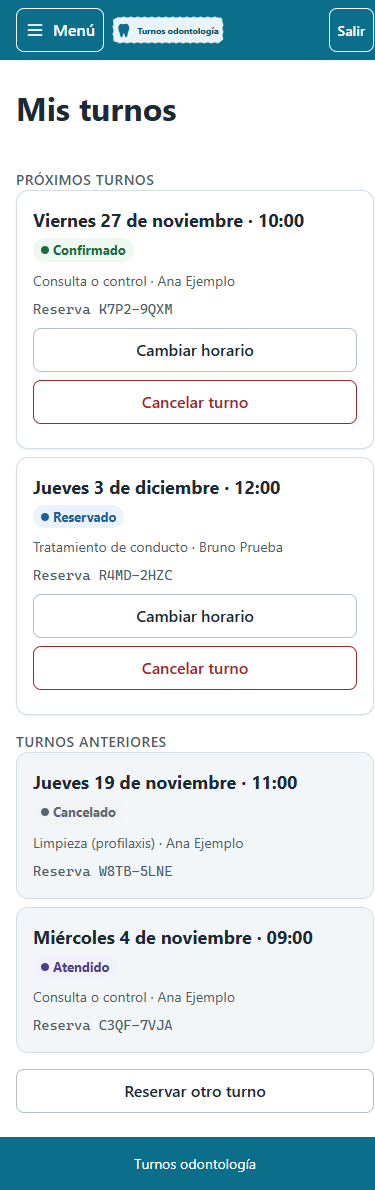 Menú
Turnos odontología
Salir
Mis turnos
PRÓXIMOS TURNOS
Viernes 27 de noviembre · 10:00
Confirmado
Consulta o control · Ana Ejemplo
Reserva K7P2-9QXM
Cambiar horario
Cancelar turno
Jueves 3 de diciembre · 12:00
Reservado
Tratamiento de conducto · Bruno Prueba
Reserva R4MD-2HZC
Cambiar horario
Cancelar turno
TURNOS ANTERIORES
Jueves 19 de noviembre · 11:00
Cancelado
Limpieza (profilaxis) · Ana Ejemplo
Reserva W8TB-5LNE
Miércoles 4 de noviembre · 09:00
Atendido
Consulta o control · Ana Ejemplo
Reserva C3QF-7VJA
Reservar otro turno
Turnos odontología